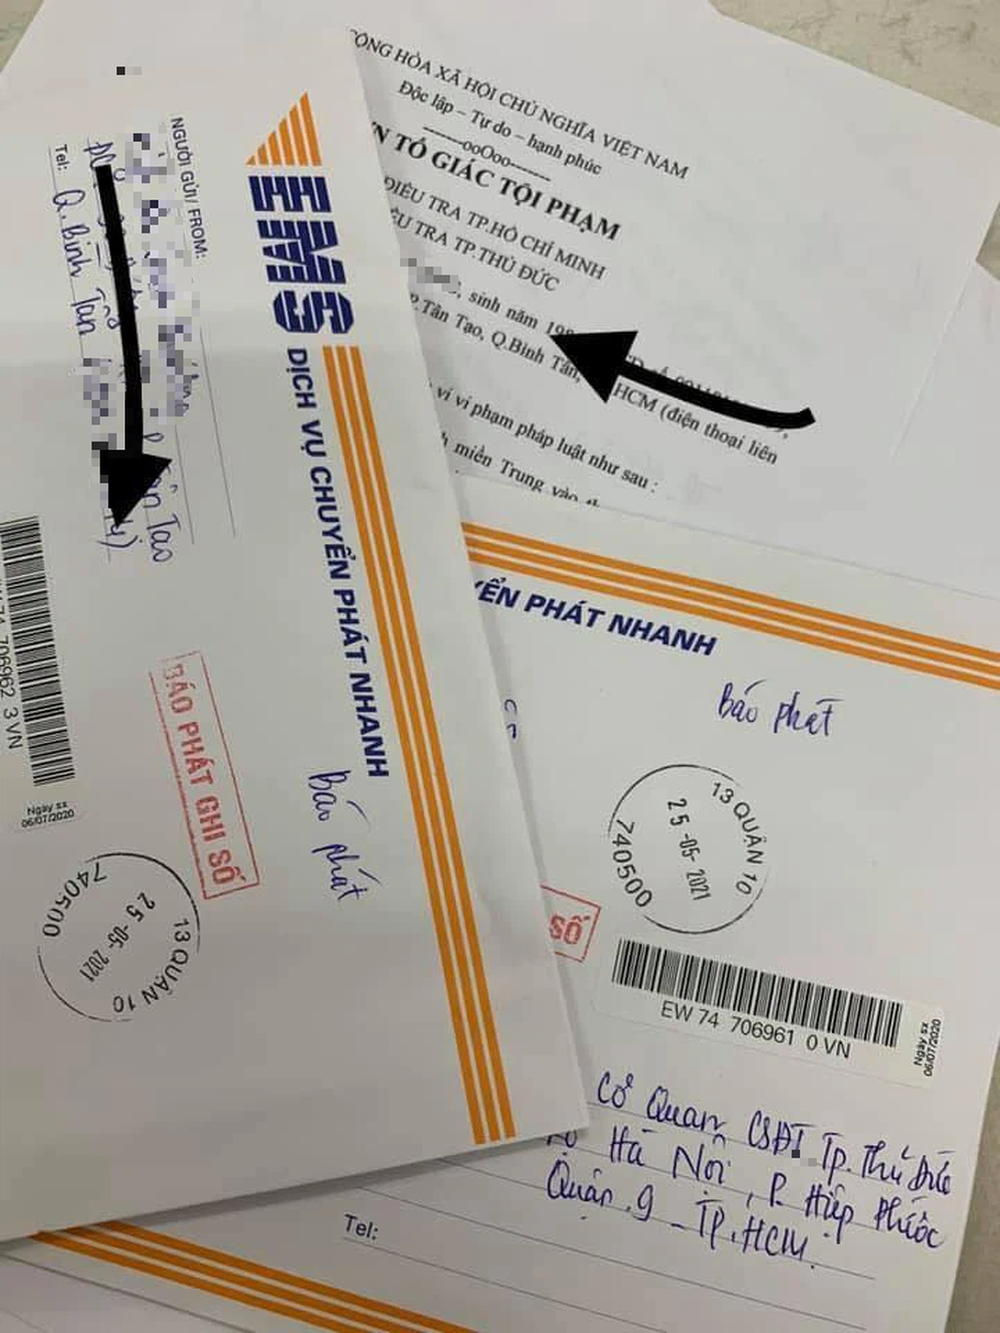 CỘNG HÒA XÃ HỘI CHỦ NGHĨA VIỆT NAM
Độc lập – Tự do – hạnh phúc
-----ooOoo-----
TỐ GIÁC TỘI PHẠM
ĐIỀU TRA TP.HỒ CHÍ MINH
TRA TP.THỦ ĐỨC
, sinh năm
P.Tân Tạo, Q.Bình Tân,
HCM (điện thoại liên
vi vi phạm pháp luật như sau :
miền Trung vào
NGƯỜI GỬI/ FROM:
Tân Tạo
Tel: Q. Bình Tân
EMS
DỊCH VỤ CHUYỂN PHÁT NHANH
Báo phát
BÁO PHÁT GHI SỐ
706962 3 VN
Ngày sx
06/07/2020
13 QUẬN 10
25-05-2021
740500
YỂN PHÁT NHANH
Báo phát
13 QUẬN 10
25-05-2021
740500
SỐ
EW 74 706961 0 VN
Ngày sx
06/07/2020
Cơ Quan CSĐT Tp. Thủ Đức
Hà Nội, P. Hiệp Phước
Quận 9 - TP. HCM.
Tel: